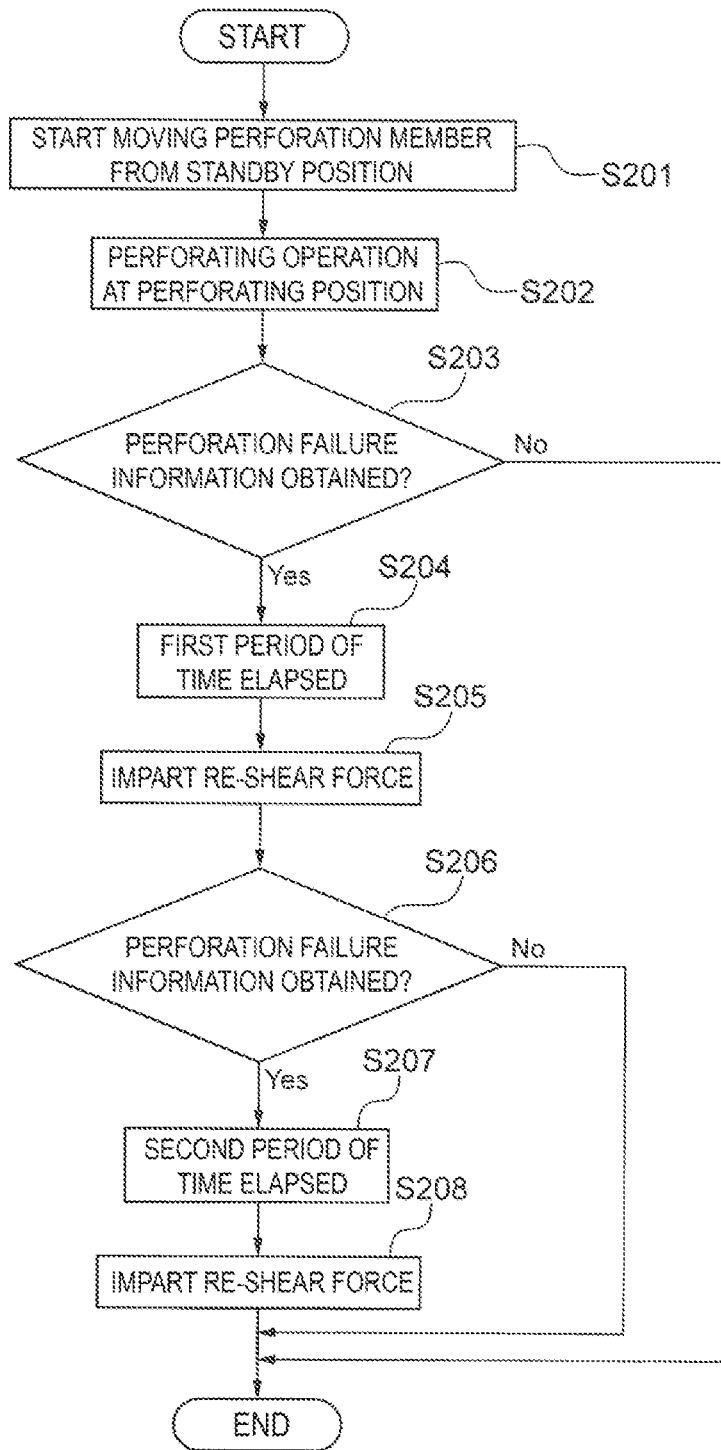 START
START MOVING PERFORATION MEMBER
FROM STANDBY POSITION
S201
PERFORATING OPERATION
AT PERFORATING POSITION
S202
S203
PERFORATION FAILURE
INFORMATION OBTAINED?
No
Yes
S204
FIRST PERIOD OF
TIME ELAPSED
S205
IMPART RE-SHEAR FORCE
S206
PERFORATION FAILURE
INFORMATION OBTAINED?
No
Yes
S207
SECOND PERIOD OF
TIME ELAPSED
S208
IMPART RE-SHEAR FORCE
END